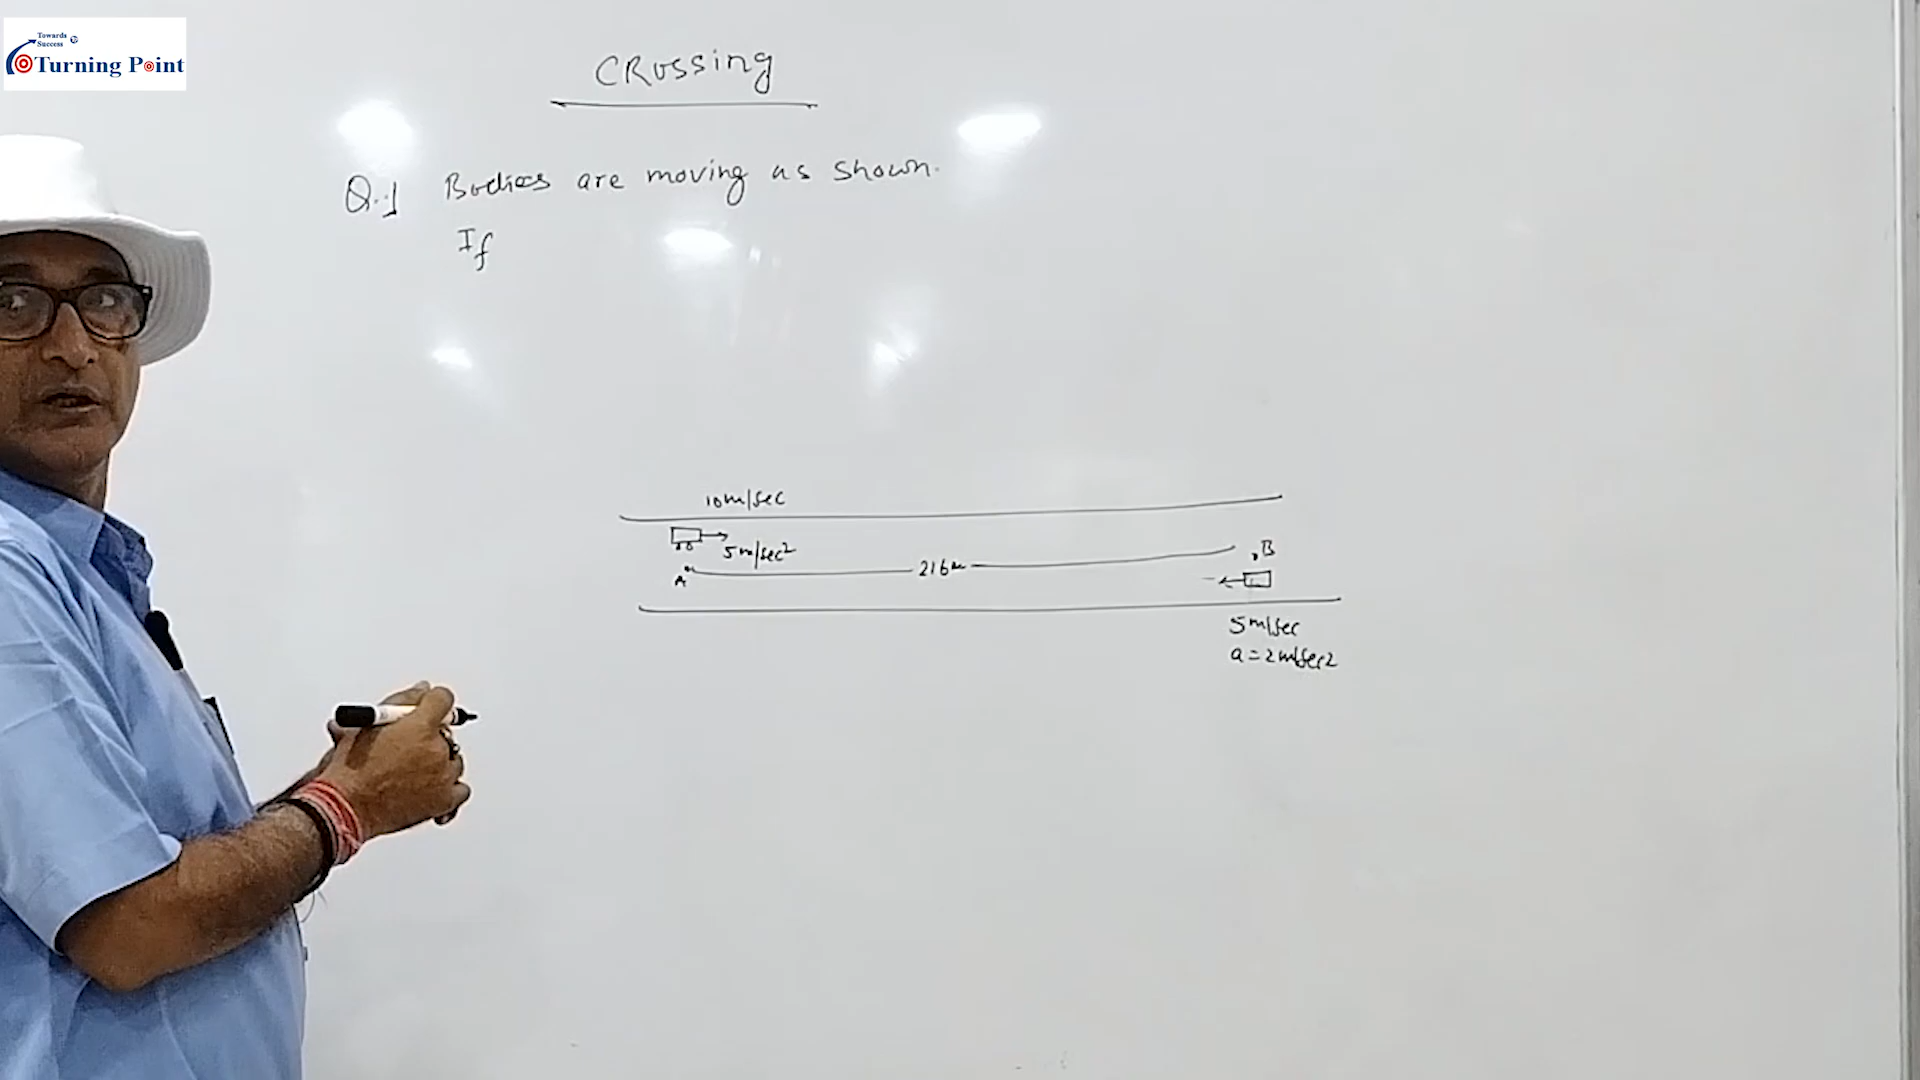 Towards
Success
Turning Point
CRossing
Q.1 Bodies are moving as shown.
If
10m/sec
5m/sec2
A
216m
B
5m/sec
a=2m/sec2